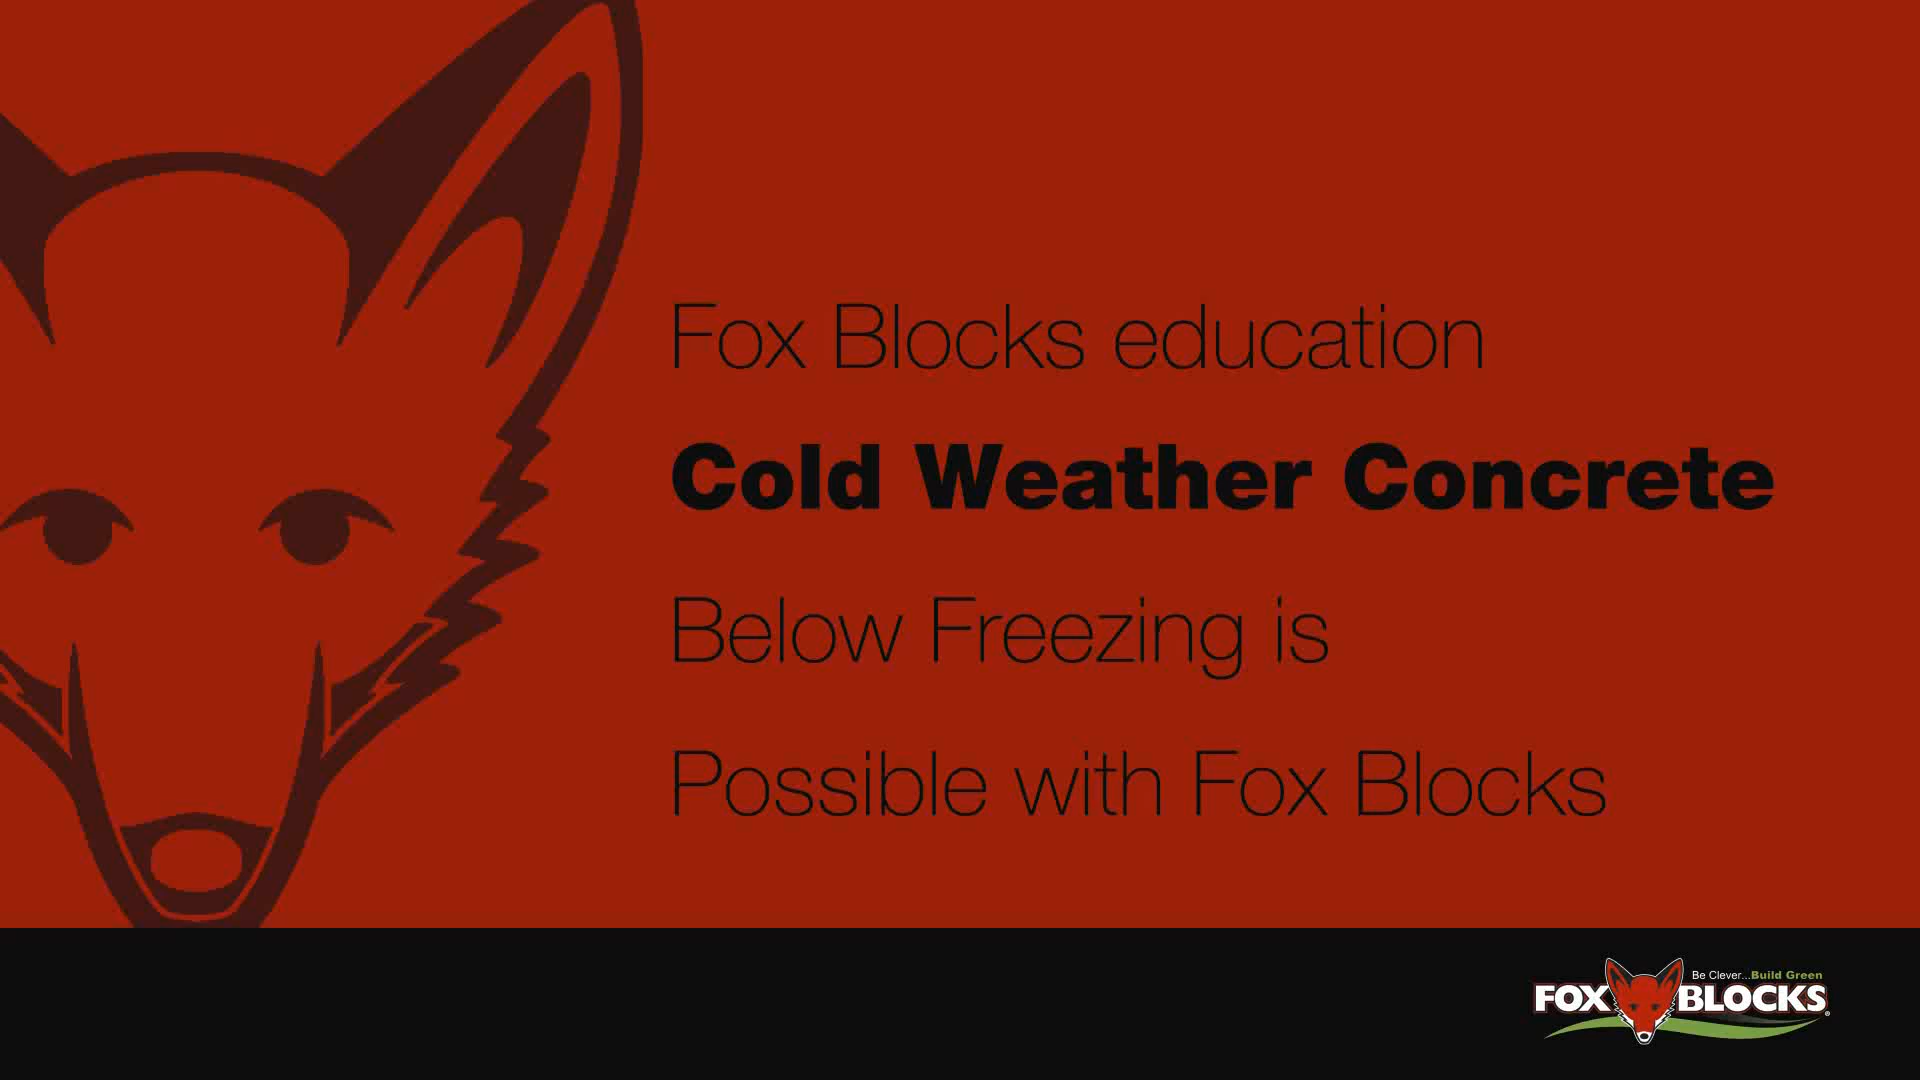 Fox Blocks education
Cold Weather Concrete
Below Freezing is
Possible with Fox Blocks
Be Clever...Build Green
FOX BLOCKS®